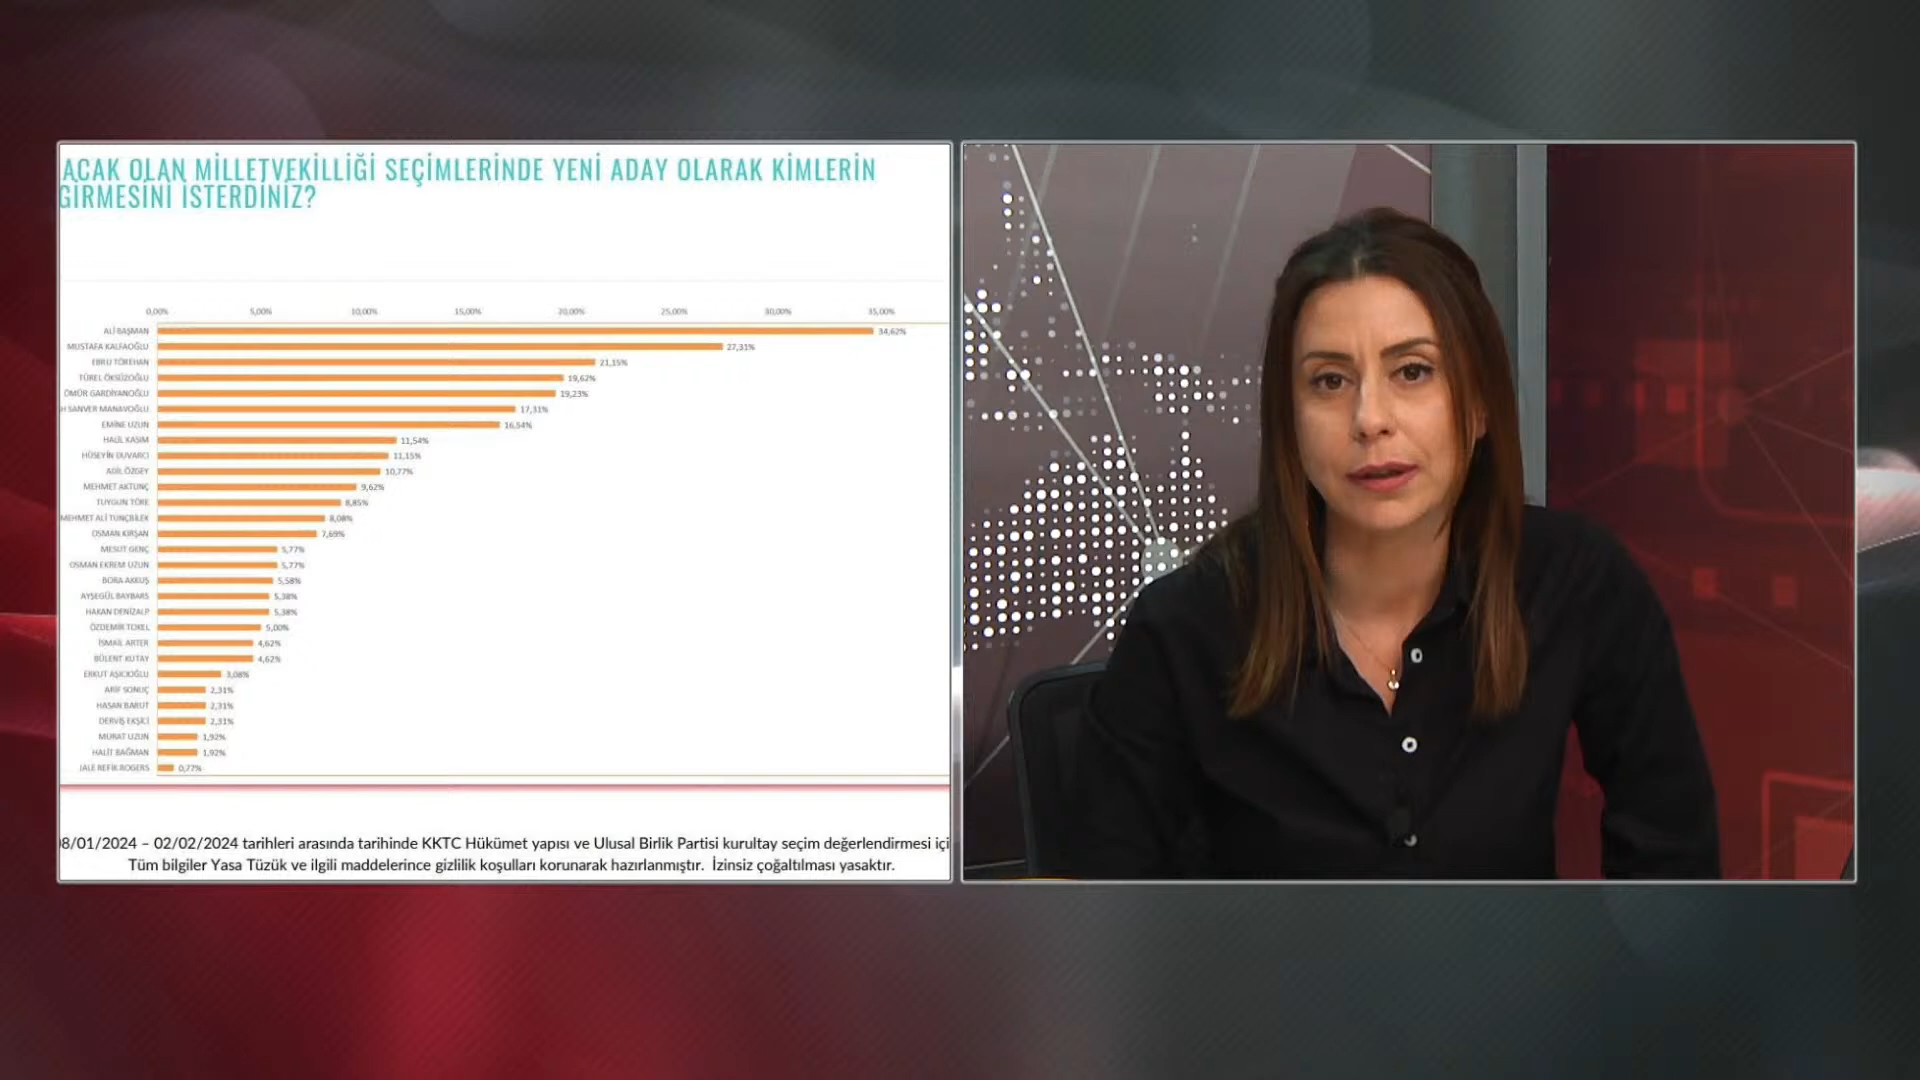 ACAK OLAN MİLLETVEKİLLİĞİ SEÇİMLERİNDE YENİ ADAY OLARAK KİMLERİN
GİRMESİNİ İSTERDİNİZ?
0,00% 5,00% 10,00% 15,00% 20,00% 25,00% 30,00% 35,00%
ALİ BAŞMAN 34,62%
MUSTAFA KALFAOĞLU 27,31%
EBRU TÖREHAN 21,15%
TÜREL ÖKSÜZOĞLU 19,62%
ÖMÜR GARDİYANOĞLU 19,23%
H SANVER MANAVOĞLU 17,31%
EMİNE UZUN 16,54%
HALİL KASIM 11,54%
HÜSEYİN DUVARCI 11,15%
ADİL ÖZGEY 10,77%
MEHMET AKTUNÇ 9,62%
TUYGUN TÖRE 8,85%
MEHMET ALİ TUNÇBİLEK 8,08%
OSMAN KIRŞAN 7,69%
MESUT GENÇ 5,77%
OSMAN EKREM UZUN 5,77%
BORA AKKUŞ 5,58%
AYŞEGÜL BAYBARS 5,38%
HAKAN DENİZALP 5,38%
ÖZDEMİR TOKEL 5,00%
İSMAİL ARTER 4,62%
BÜLENT KUTAY 4,62%
ERKUT AŞICIOĞLU 3,08%
ARİF SONUÇ 2,31%
HASAN BARUT 2,31%
DERVİŞ EKŞİCİ 2,31%
MURAT UZUN 1,92%
HALİT BAĞMAN 1,92%
JALE REFİK ROGERS 0,77%
8/01/2024 – 02/02/2024 tarihleri arasında tarihinde KKTC Hükümet yapısı ve Ulusal Birlik Partisi kurultay seçim değerlendirmesi içi
Tüm bilgiler Yasa Tüzük ve ilgili maddelerince gizlilik koşulları korunarak hazırlanmıştır. İzinsiz çoğaltılması yasaktır.